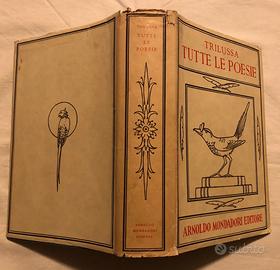 TRILUSSA
TUTTE
LE
POESIE
ARNOLDO
MONDADORI
EDITORE
TRILUSSA
TUTTE LE POESIE
ARNOLDO MONDADORI EDITORE
subito